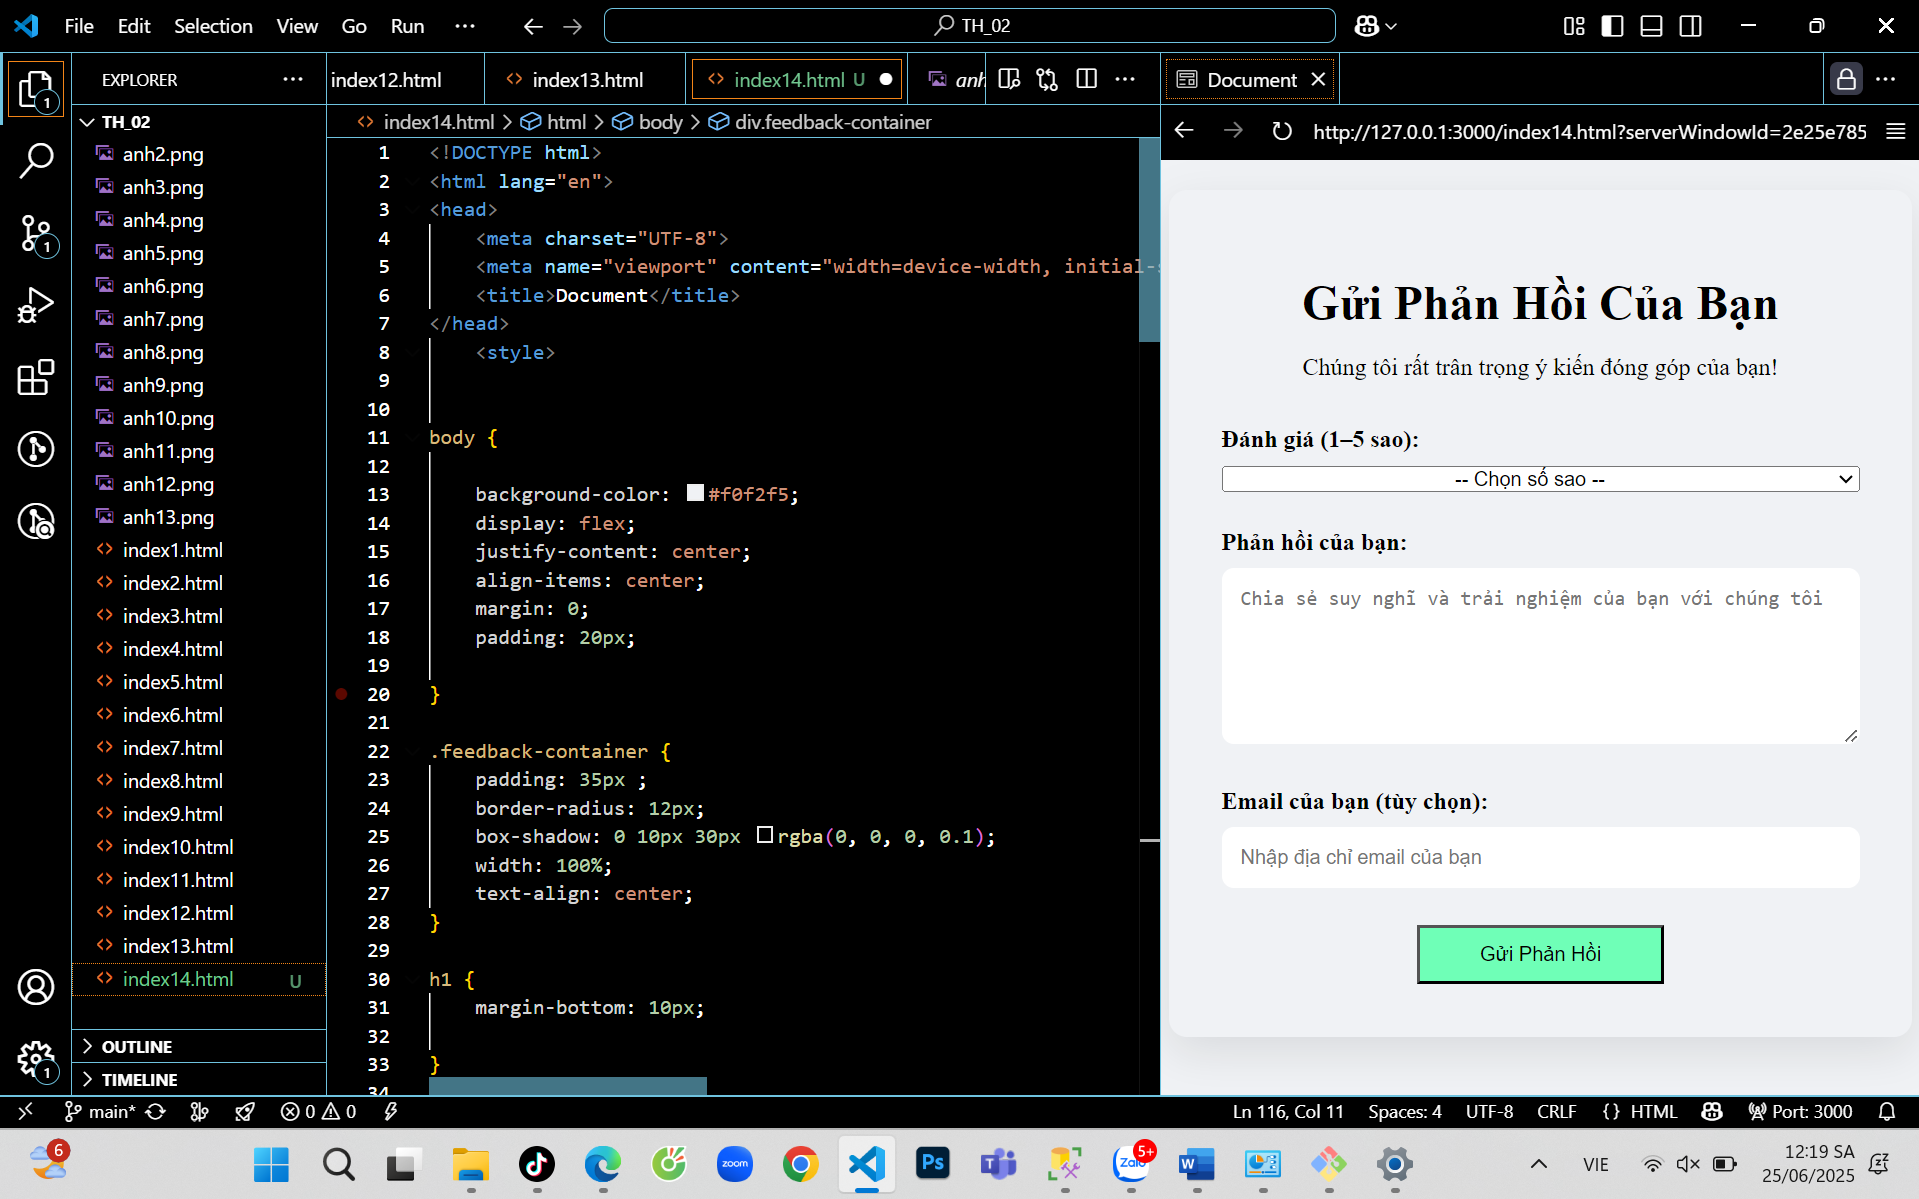 File Edit Selection View Go Run ··· TH_02
EXPLORER ···
index12.html index13.html index14.html U anh Document
1
TH_02
index14.html > html > body > div.feedback-container
http://127.0.0.1:3000/index14.html?serverWindowId=2e25e785
anh2.png
anh3.png
anh4.png
anh5.png
anh6.png
anh7.png
anh8.png
anh9.png
anh10.png
anh11.png
anh12.png
anh13.png
index1.html
index2.html
index3.html
index4.html
index5.html
index6.html
index7.html
index8.html
index9.html
index10.html
index11.html
index12.html
index13.html
index14.html U
OUTLINE
TIMELINE
1
1
1 <!DOCTYPE html>
2 <html lang="en">
3 <head>
4 <meta charset="UTF-8">
5 <meta name="viewport" content="width=device-width, initial-
6 <title>Document</title>
7 </head>
8 <style>
9
10
11 body {
12
13 background-color: #f0f2f5;
14 display: flex;
15 justify-content: center;
16 align-items: center;
17 margin: 0;
18 padding: 20px;
19
20 }
21
22 .feedback-container {
23 padding: 35px ;
24 border-radius: 12px;
25 box-shadow: 0 10px 30px rgba(0, 0, 0, 0.1);
26 width: 100%;
27 text-align: center;
28 }
29
30 h1 {
31 margin-bottom: 10px;
32
33 }
34
Gửi Phản Hồi Của Bạn
Chúng tôi rất trân trọng ý kiến đóng góp của bạn!
Đánh giá (1–5 sao):
-- Chọn số sao --
Phản hồi của bạn:
Chia sẻ suy nghĩ và trải nghiệm của bạn với chúng tôi
Email của bạn (tùy chọn):
Nhập địa chỉ email của bạn
Gửi Phản Hồi
main* 0 0 Ln 116, Col 11 Spaces: 4 UTF-8 CRLF {} HTML Port: 3000
6 zoom Ps T Zalo 5+ W VIE 12:19 SA
25/06/2025